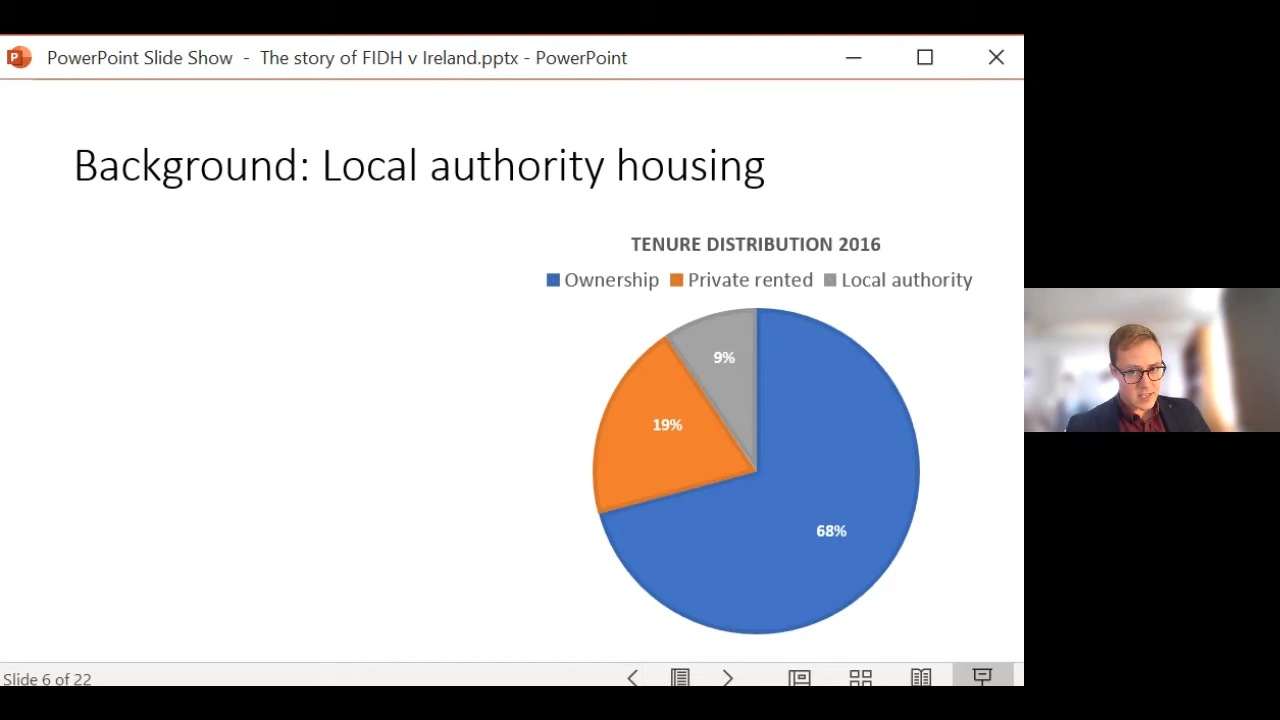 PowerPoint Slide Show - The story of FIDH v Ireland.pptx - PowerPoint
Background: Local authority housing
TENURE DISTRIBUTION 2016
Ownership Private rented Local authority
9%
19%
68%
Slide 6 of 22